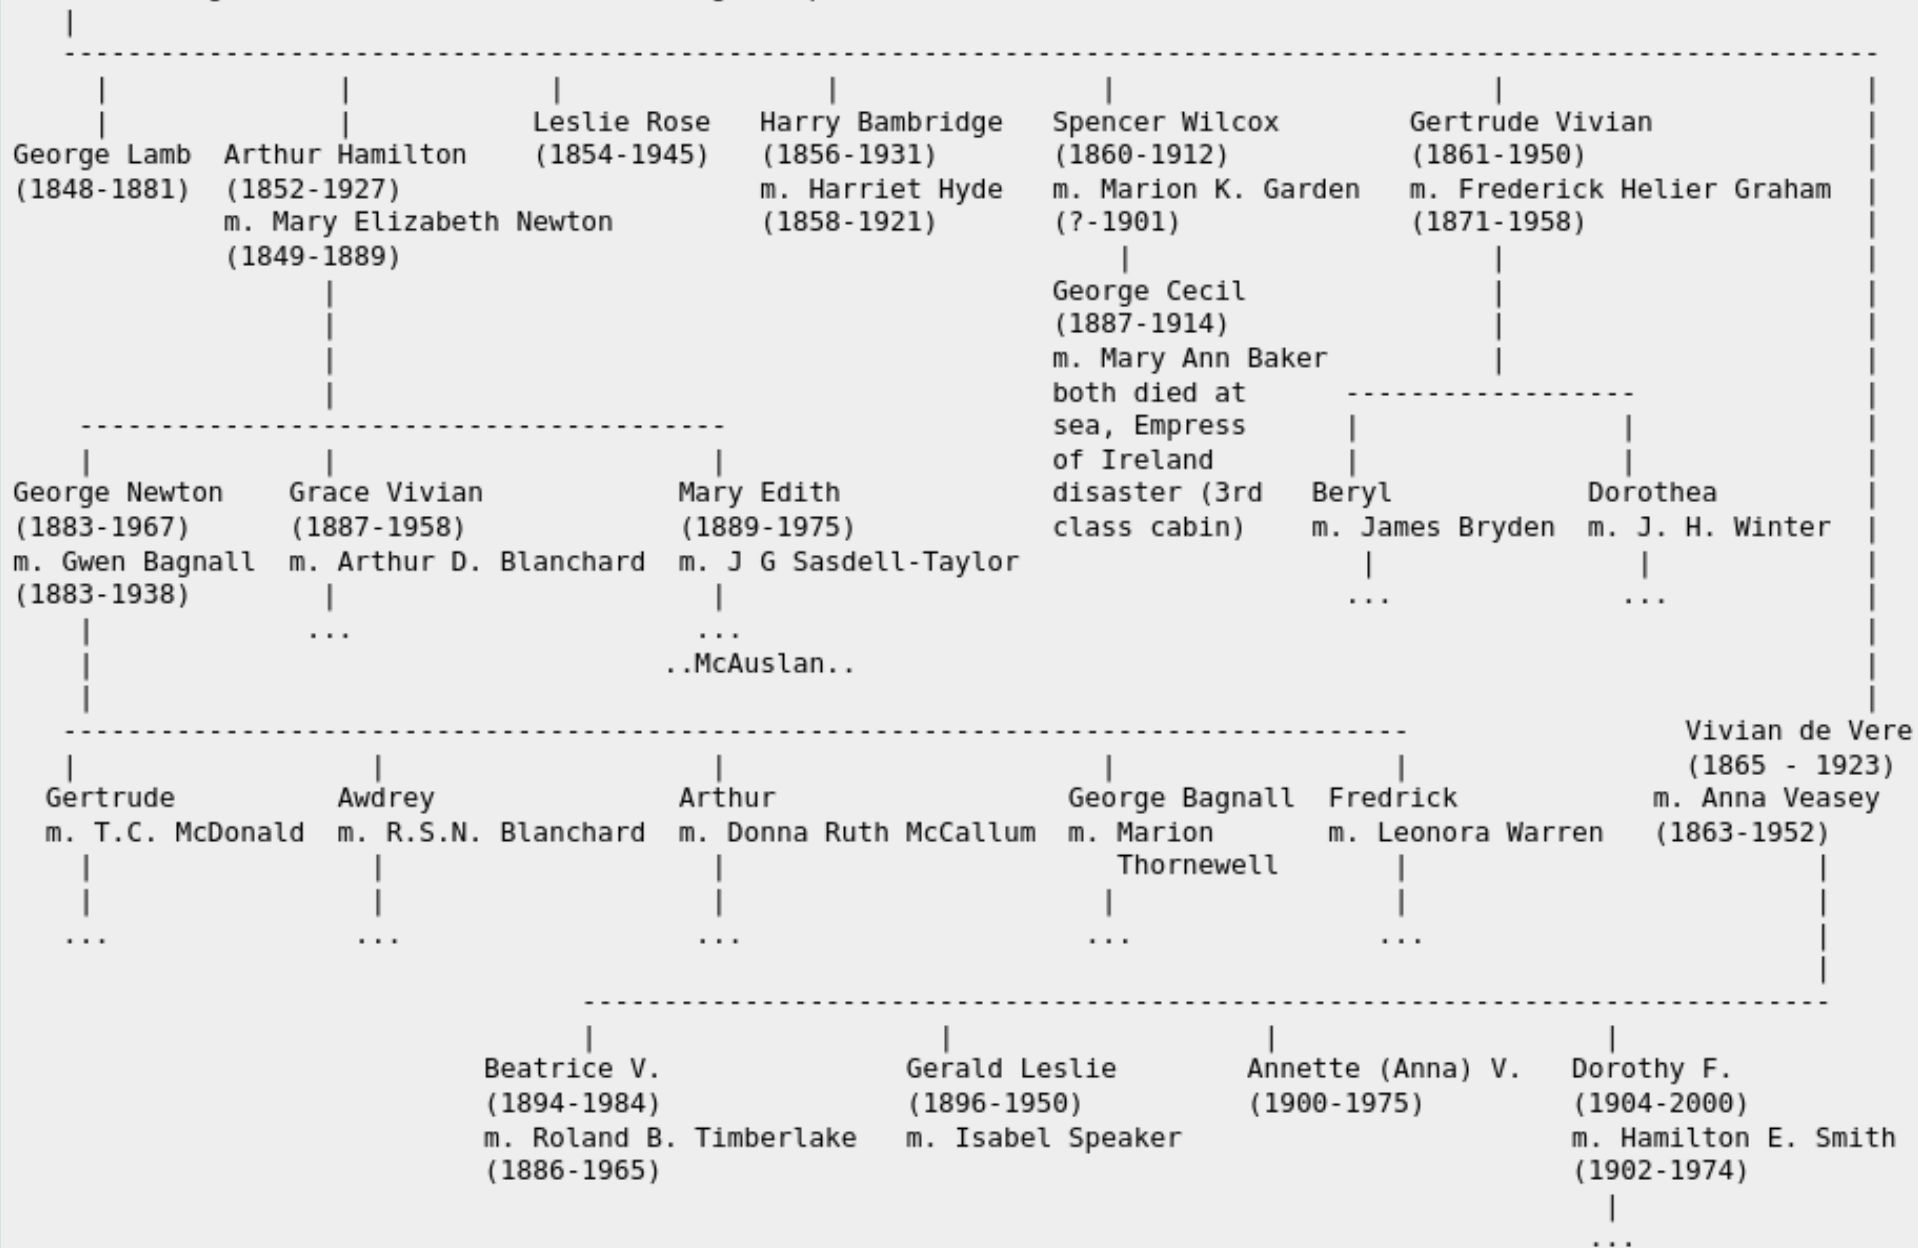 Leslie Rose Harry Bambridge Spencer Wilcox Gertrude Vivian
George Lamb Arthur Hamilton (1854-1945) (1856-1931) (1860-1912) (1861-1950)
(1848-1881) (1852-1927) m. Harriet Hyde m. Marion K. Garden m. Frederick Helier Graham
m. Mary Elizabeth Newton (1858-1921) (?-1901) (1871-1958)
(1849-1889)
George Cecil
(1887-1914)
m. Mary Ann Baker
both died at
sea, Empress
of Ireland
George Newton Grace Vivian Mary Edith disaster (3rd Beryl Dorothea
(1883-1967) (1887-1958) (1889-1975) class cabin) m. James Bryden m. J. H. Winter
m. Gwen Bagnall m. Arthur D. Blanchard m. J G Sasdell-Taylor
(1883-1938) ... ...
... ...
..McAuslan..
Vivian de Vere
(1865 - 1923)
Gertrude Awdrey Arthur George Bagnall Fredrick m. Anna Veasey
m. T.C. McDonald m. R.S.N. Blanchard m. Donna Ruth McCallum m. Marion m. Leonora Warren (1863-1952)
Thornewell
... ... ... ... ...
Beatrice V. Gerald Leslie Annette (Anna) V. Dorothy F.
(1894-1984) (1896-1950) (1900-1975) (1904-2000)
m. Roland B. Timberlake m. Isabel Speaker m. Hamilton E. Smith
(1886-1965) (1902-1974)
...